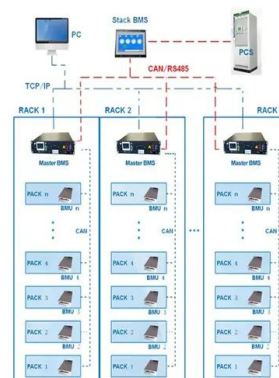 Stack BMS
PC
PCS
CAN/RS485
TCP/IP
RACK 1
RACK 2
RACK
Master BMS
Master BMS
Master BMS
PACK n
PACK n
PACK n
BMU n
BMU n
BMU n
CAN
CAN
CAN
PACK 4
PACK 4
PACK 4
BMU 4
BMU 4
BMU 4
PACK 3
PACK 3
PACK 3
BMU 3
BMU 3
BMU 3
PACK 2
PACK 2
PACK 2
BMU 2
BMU 2
BMU 2
PACK 1
PACK 1
PACK 1